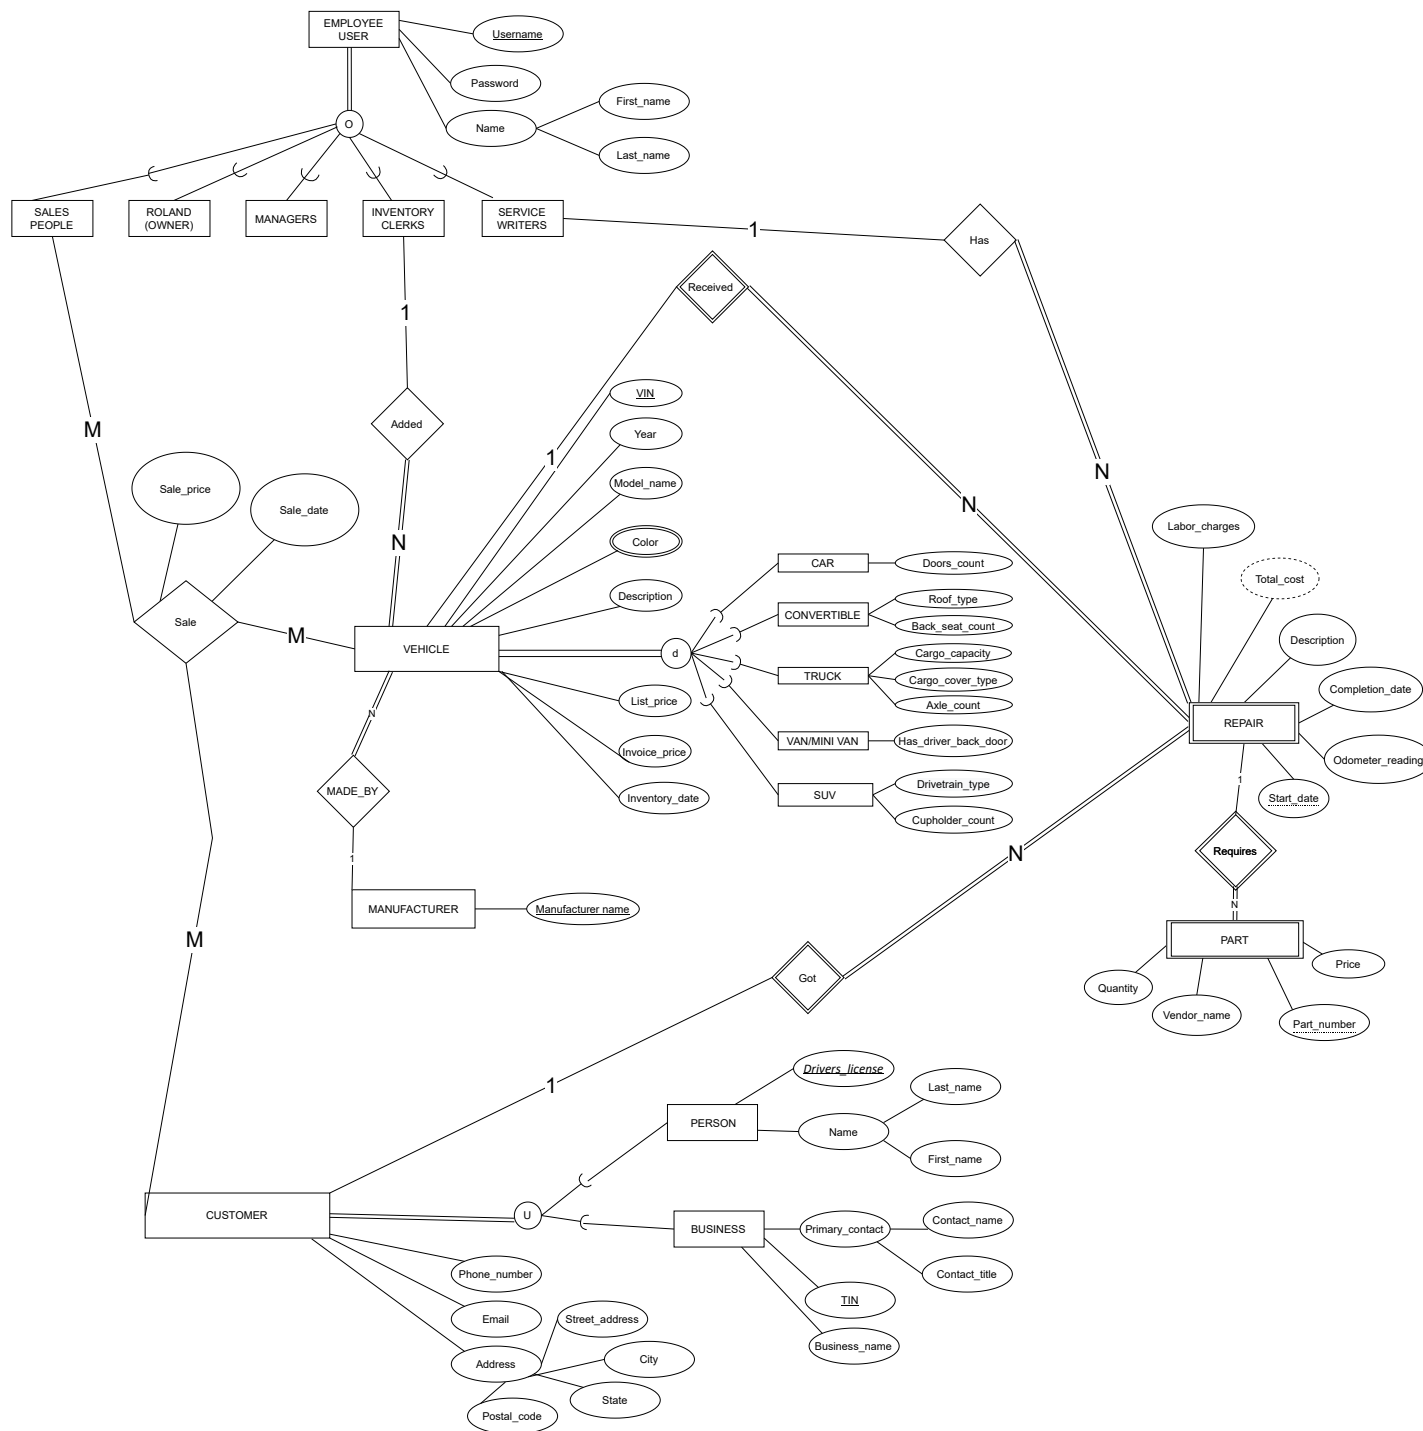 EMPLOYEE
USER
Username
Password
Name
First_name
Last_name
O
SALES
PEOPLE
ROLAND
(OWNER)
MANAGERS
INVENTORY
CLERKS
SERVICE
WRITERS
1
Has
Received
1
VIN
Added
Year
M
1
Model_name
N
Sale_price
Sale_date
N
Color
N
Labor_charges
CAR
Doors_count
Total_cost
Description
CONVERTIBLE
Roof_type
Back_seat_count
Sale
M
VEHICLE
d
Description
TRUCK
Cargo_capacity
Cargo_cover_type
Axle_count
Completion_date
List_price
N
REPAIR
VAN/MINI VAN
Has_driver_back_door
Invoice_price
Odometer_reading
MADE_BY
Inventory_date
SUV
Drivetrain_type
Cupholder_count
1
Start_date
1
N
Requires
MANUFACTURER
Manufacturer name
N
M
PART
Price
Got
Quantity
Vendor_name
Part_number
1
Drivers_license
Last_name
PERSON
Name
First_name
CUSTOMER
U
BUSINESS
Primary_contact
Contact_name
Contact_title
Phone_number
TIN
Email
Street_address
Business_name
Address
City
State
Postal_code